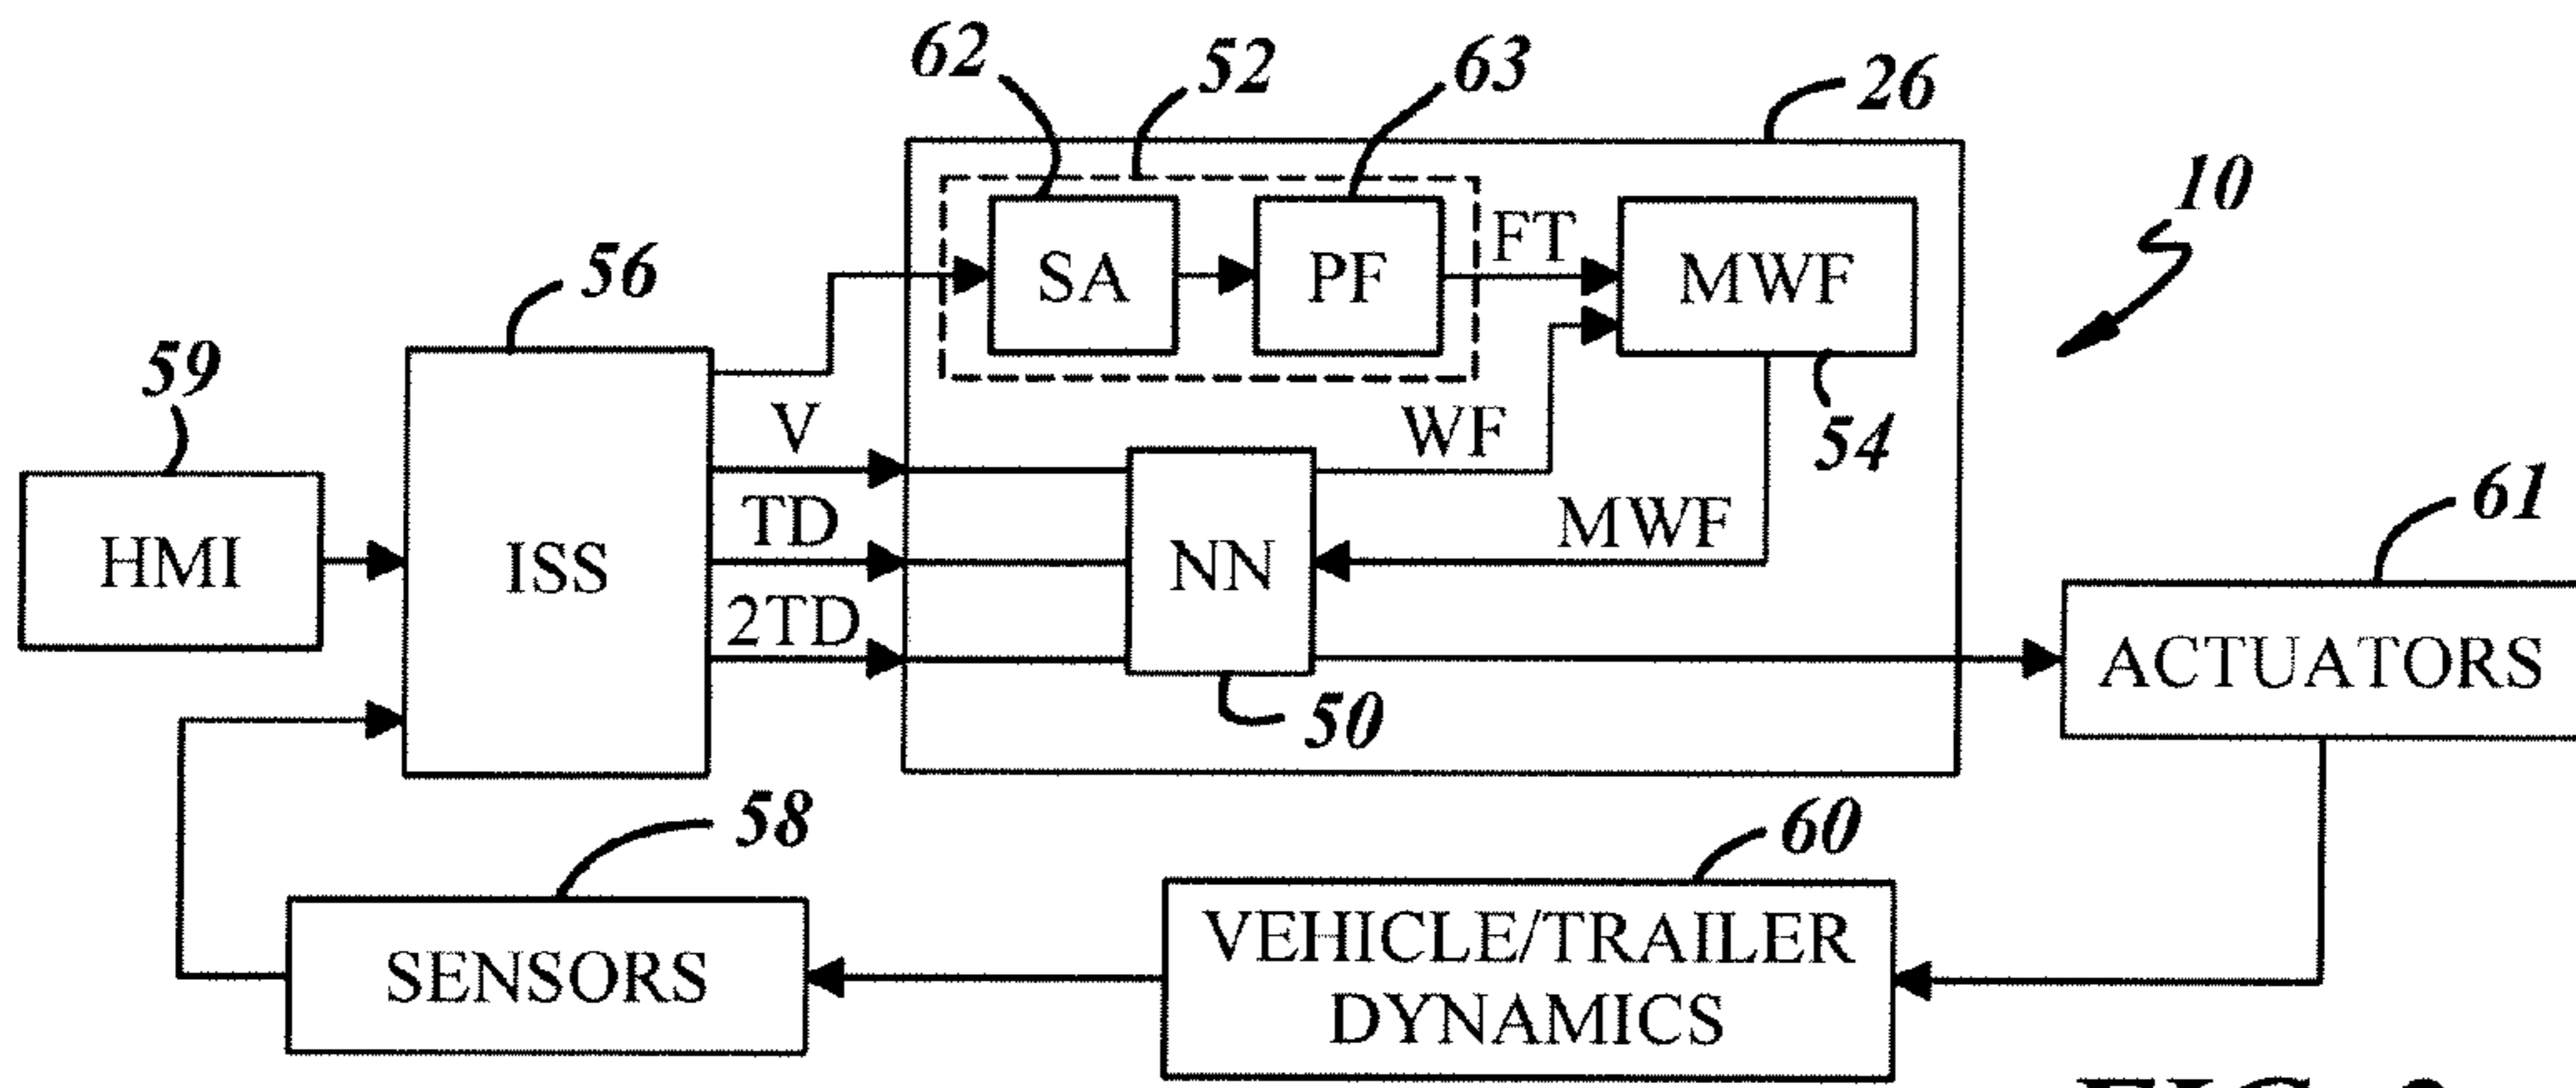 62
52
63
26
10
SA
PF
FT
MWF
56
59
V
WF
54
HMI
ISS
TD
NN
MWF
61
2TD
50
ACTUATORS
58
60
SENSORS
VEHICLE/TRAILER
DYNAMICS